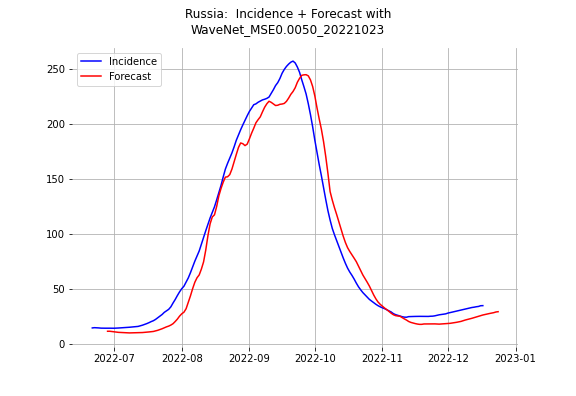 Russia:  Incidence + Forecast with
WaveNet_MSE0.0050_20221023
Incidence
Forecast
250
200
150
100
50
0
2022-07 2022-08 2022-09 2022-10 2022-11 2022-12 2023-01